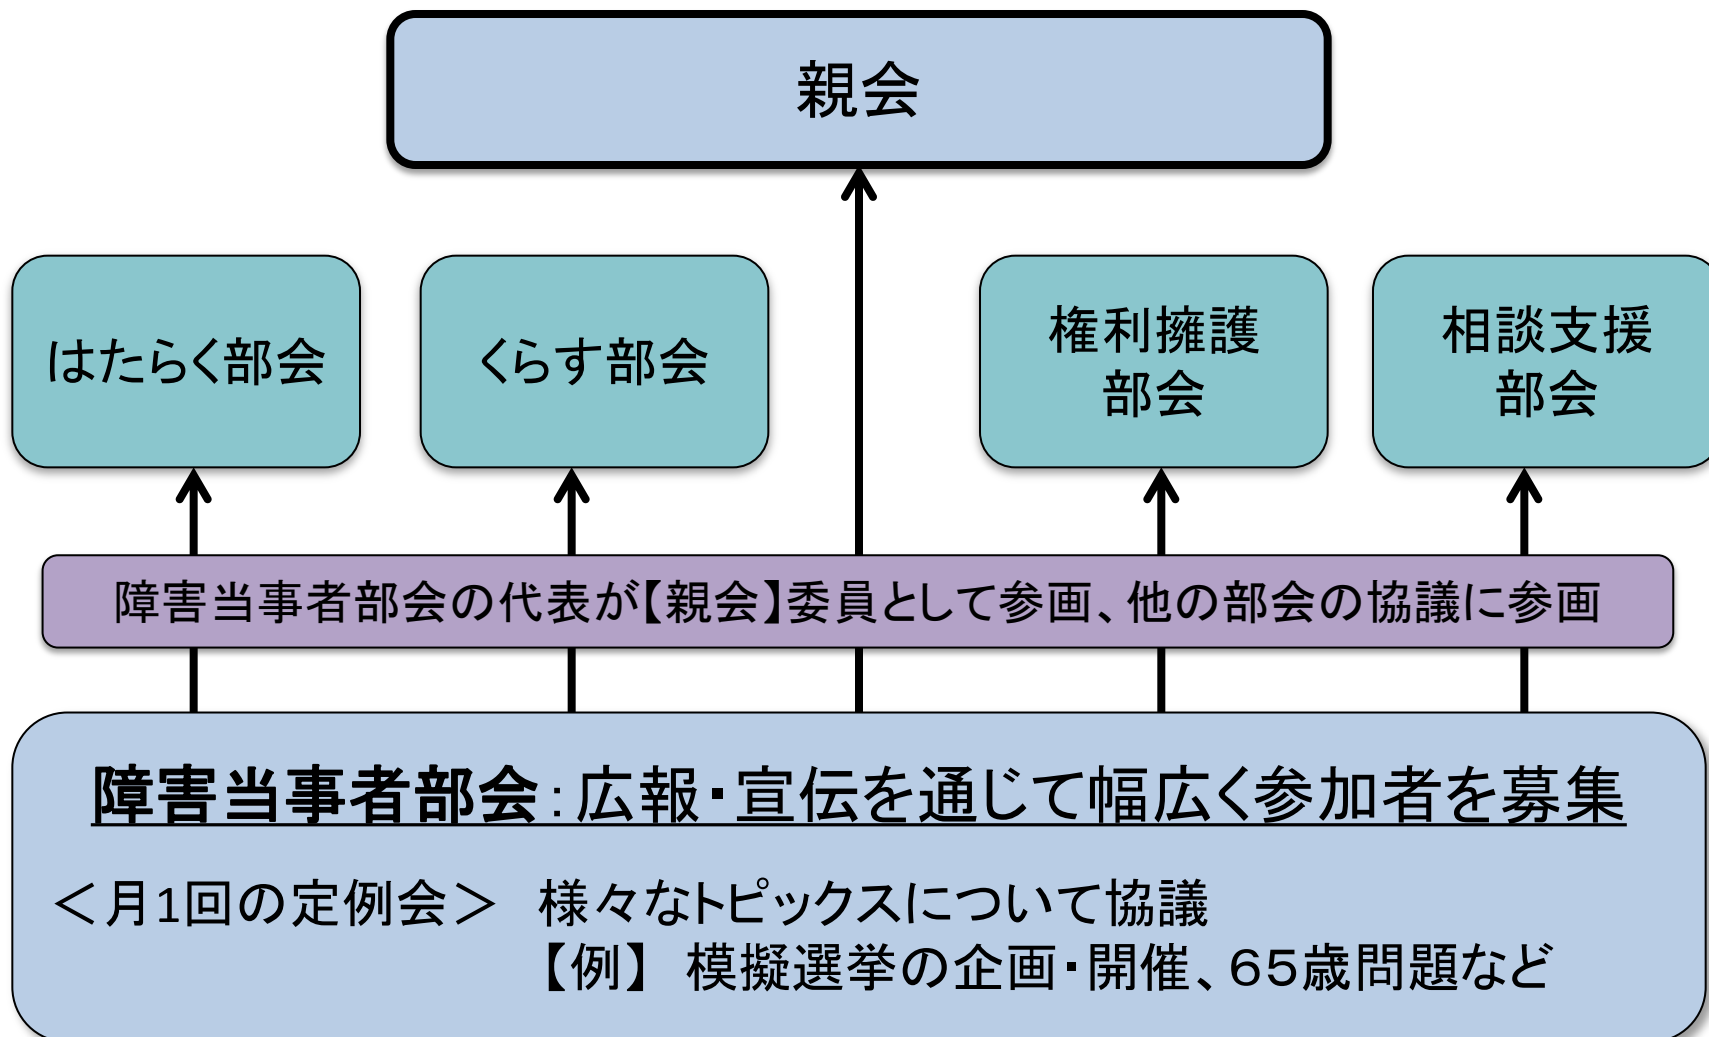 親会
はたらく部会
くらす部会
権利擁護
部会
相談支援
部会
障害当事者部会の代表が【親会】委員として参画、他の部会の協議に参画
障害当事者部会：広報・宣伝を通じて幅広く参加者を募集
＜月1回の定例会＞　様々なトピックスについて協議
【例】 模擬選挙の企画・開催、６５歳問題など